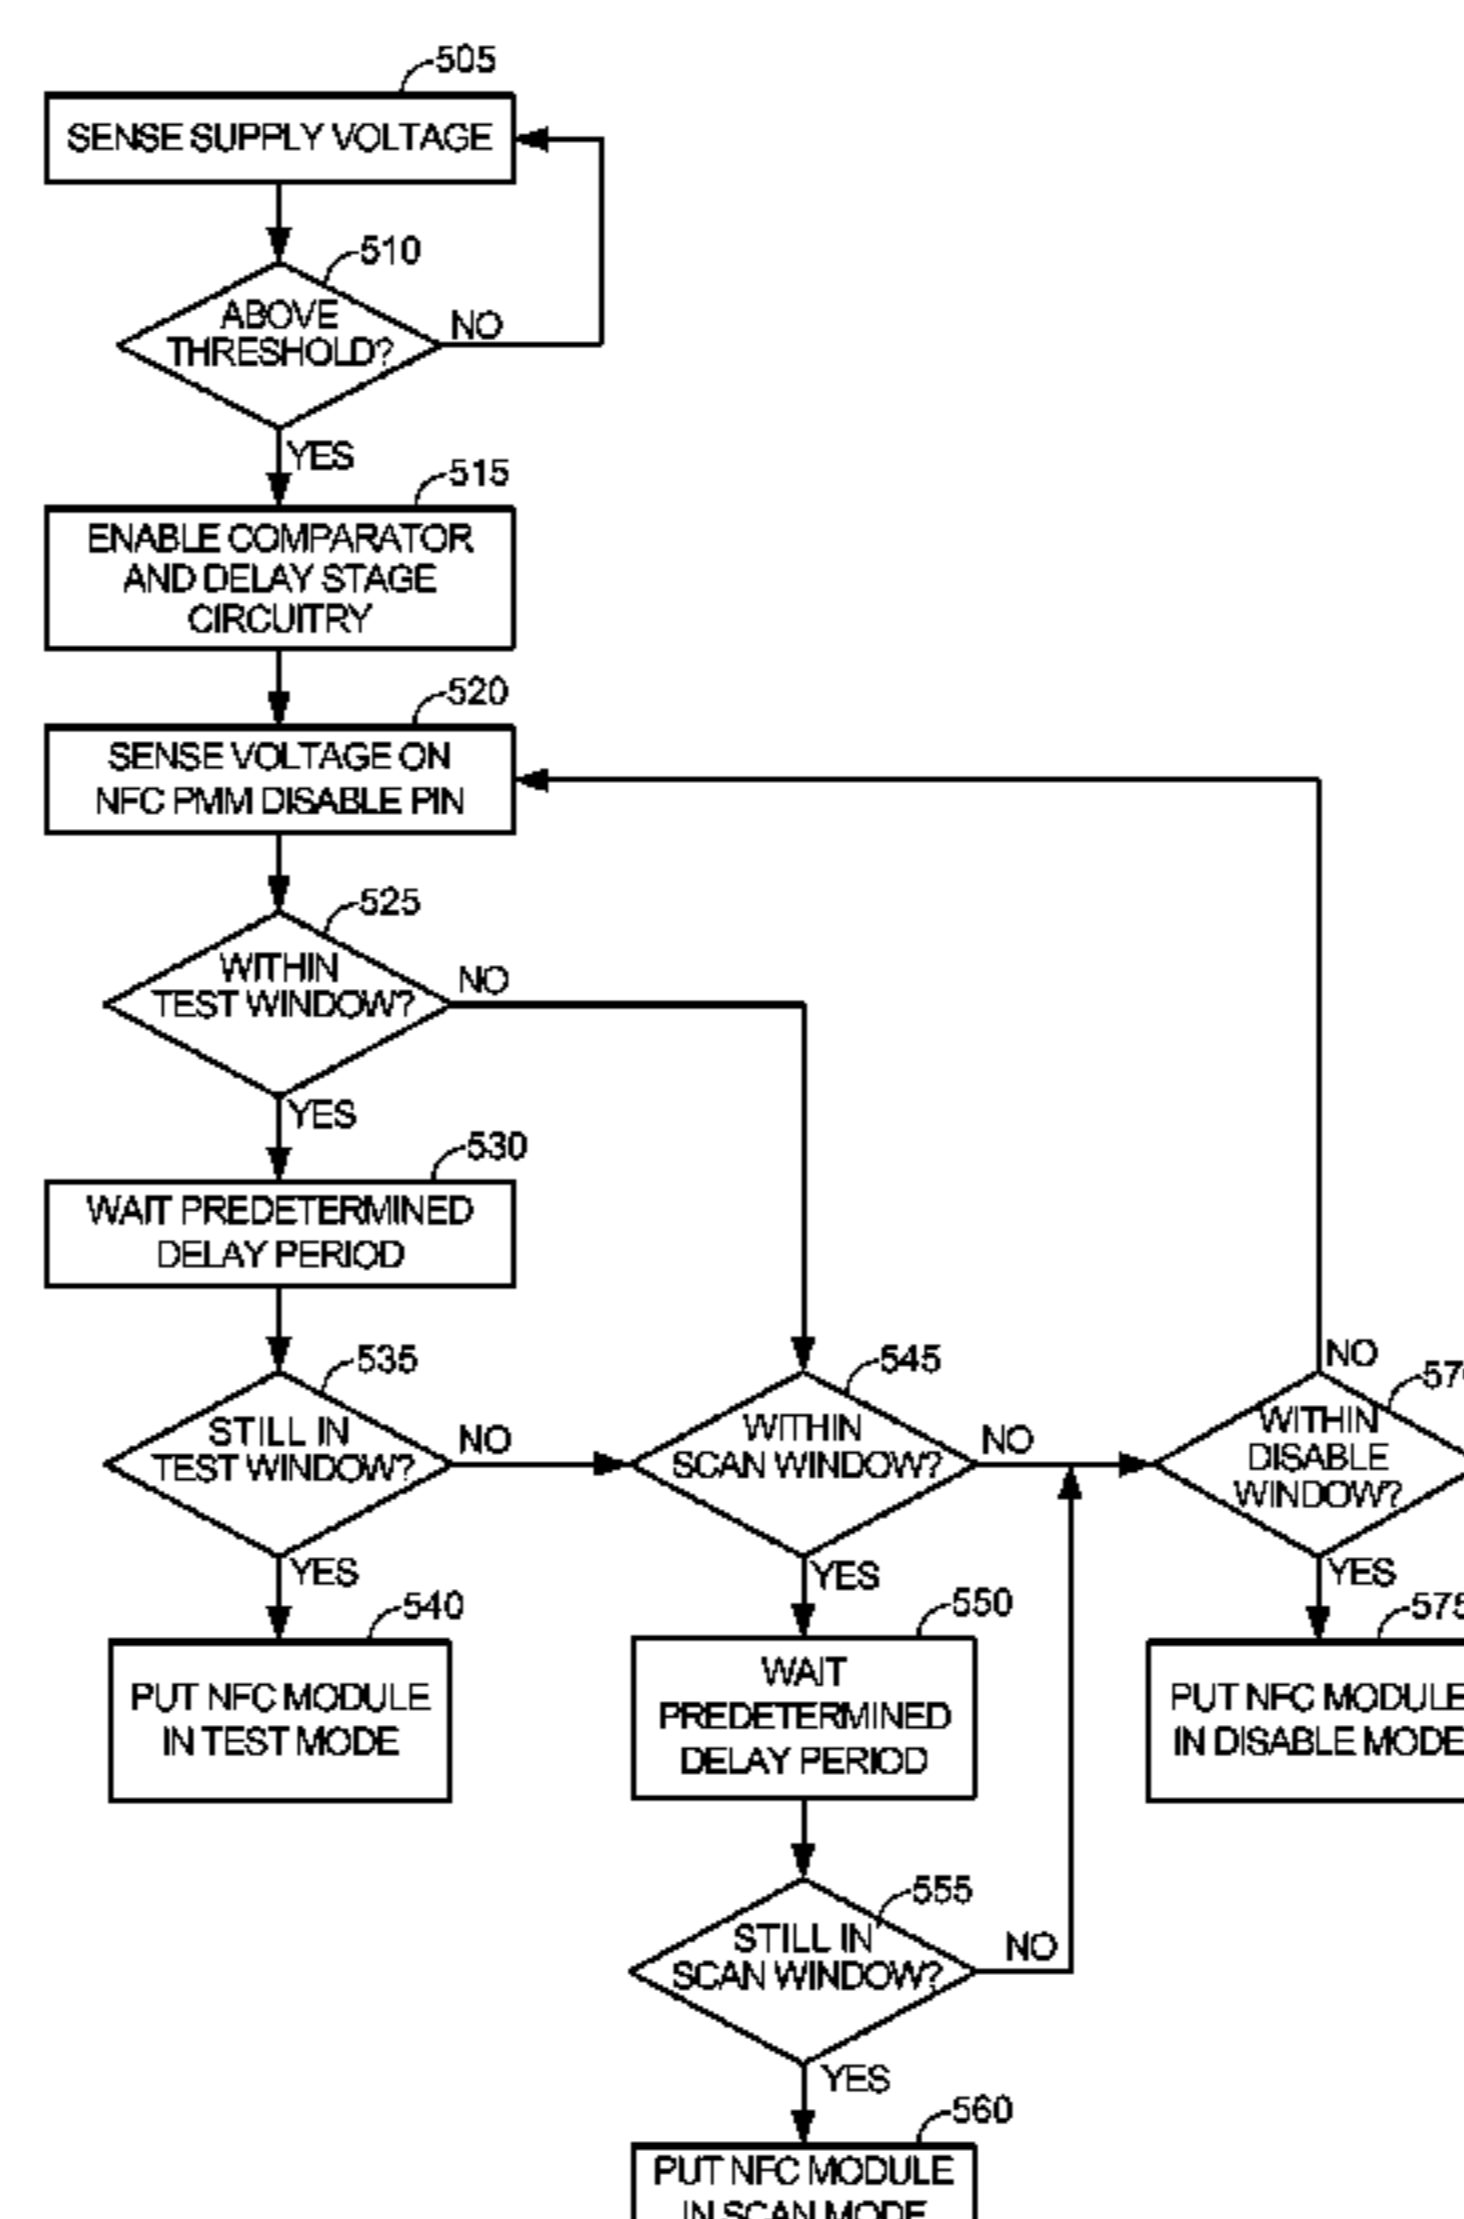 505
SENSE SUPPLY VOLTAGE
510
ABOVE
THRESHOLD?
NO
YES
515
ENABLE COMPARATOR
AND DELAY STAGE
CIRCUITRY
520
SENSE VOLTAGE ON
NFC PMM DISABLE PIN
525
WITHIN
TEST WINDOW?
NO
YES
530
WAIT PREDETERMINED
DELAY PERIOD
535
STILL IN
TEST WINDOW?
NO
YES
540
PUT NFC MODULE
IN TEST MODE
545
WITHIN
SCAN WINDOW?
NO
YES
550
WAIT
PREDETERMINED
DELAY PERIOD
555
STILL IN
SCAN WINDOW?
NO
YES
560
PUT NFC MODULE
IN SCAN MODE
NO
WITHIN
DISABLE
WINDOW?
YES
575
PUT NFC MODULE
IN DISABLE MODE